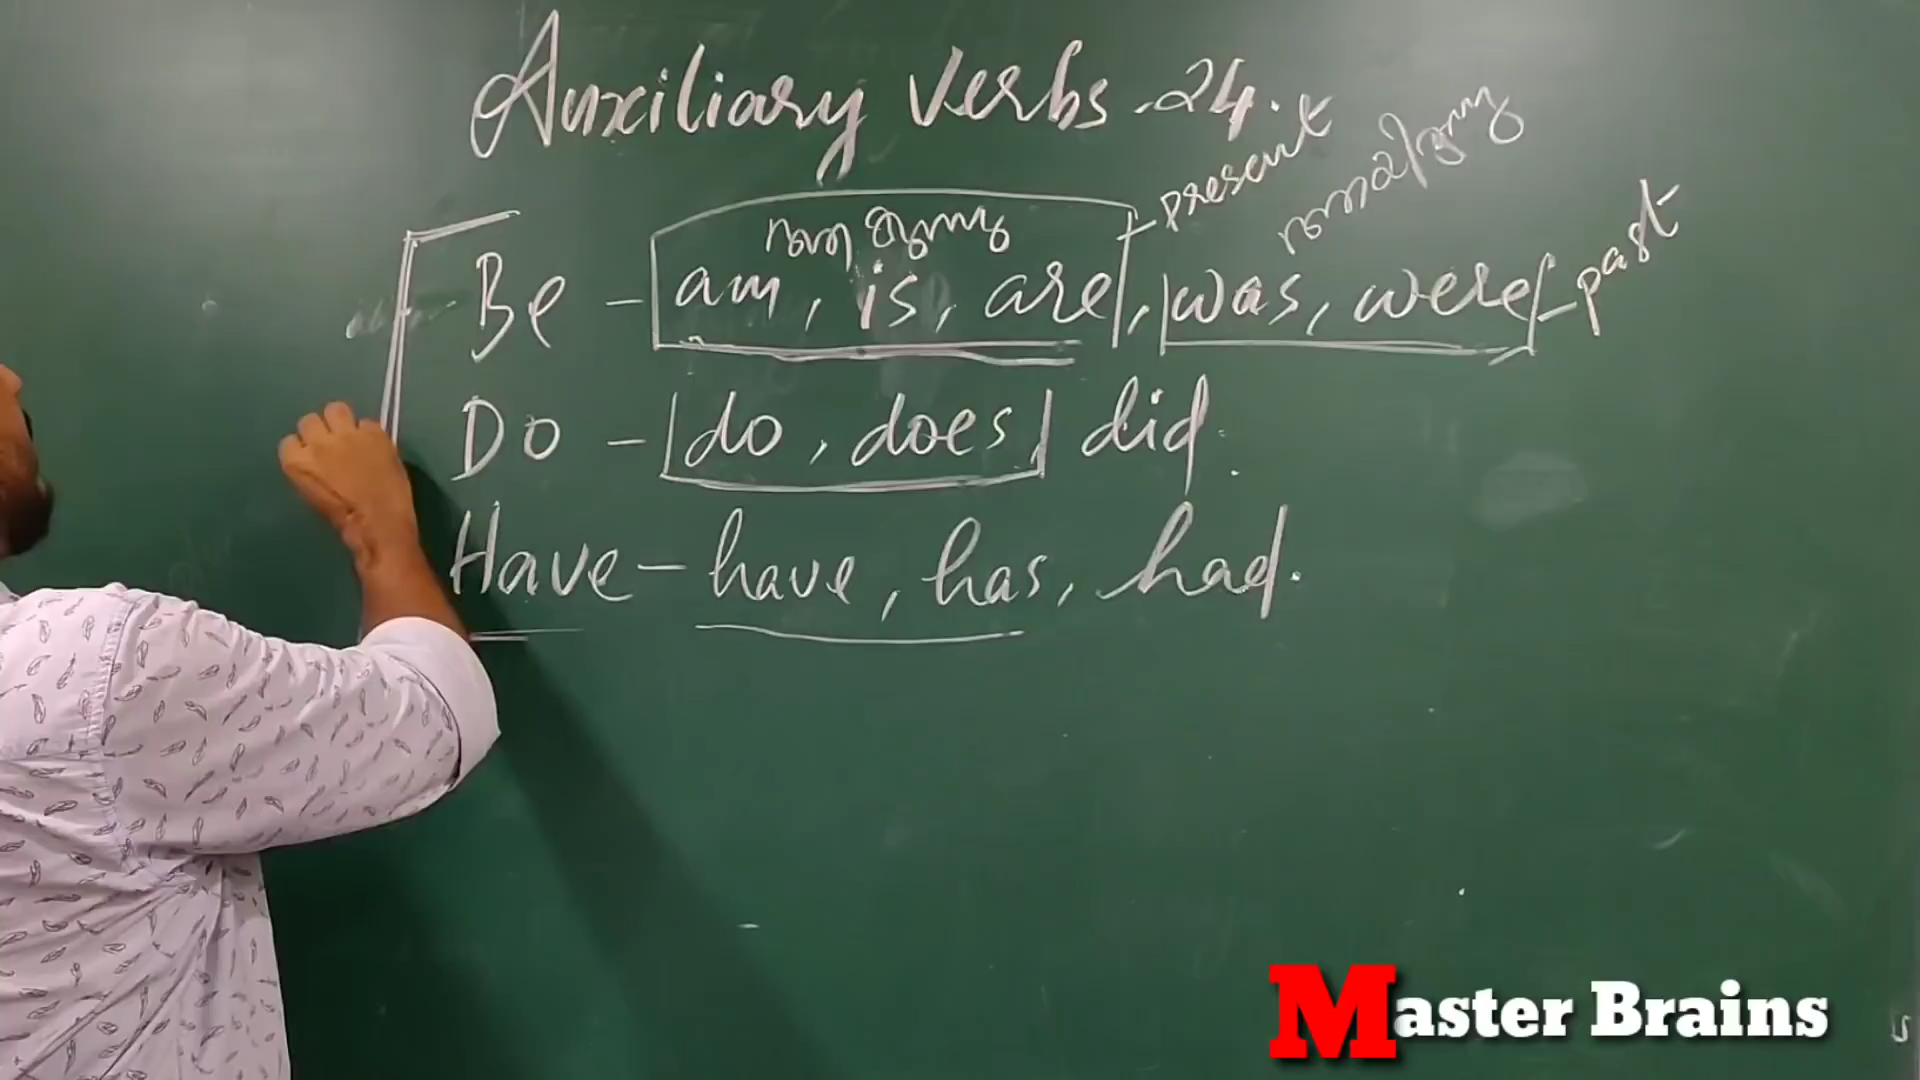 Auxiliary Verbs - 24.
present
Be - am, is, are, was, were - past
Do - do, does, did.
Have - have, has, had.
Master Brains